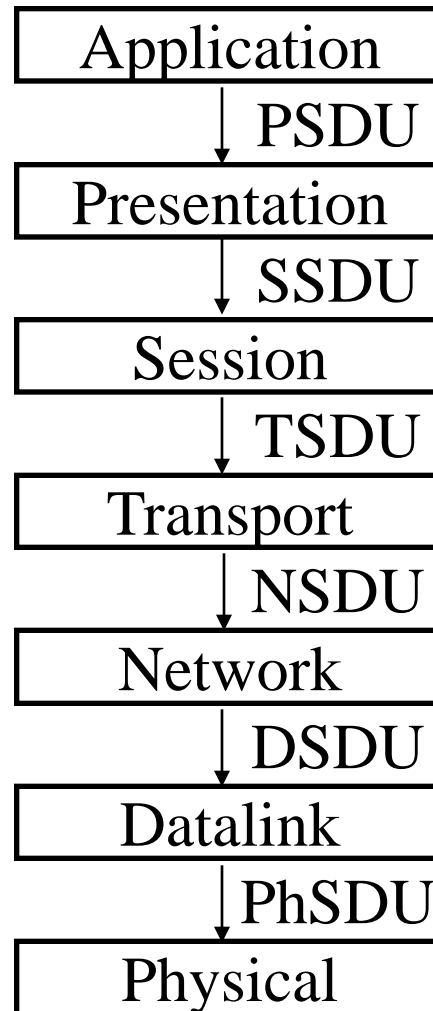 Application
PSDU
Presentation
SSDU
Session
TSDU
Transport
NSDU
Network
DSDU
Datalink
PhSDU
Physical